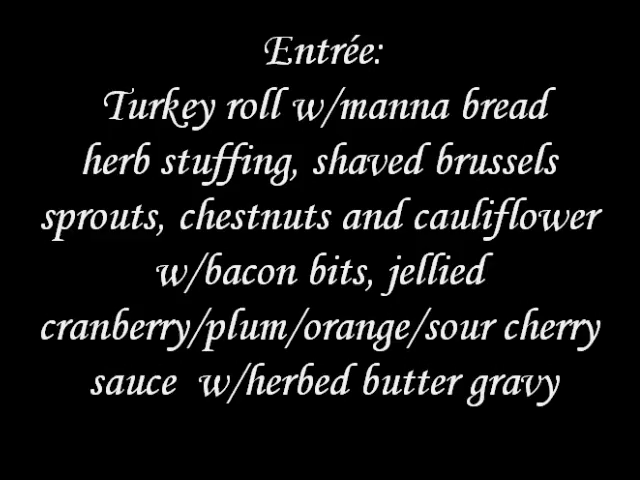 Entrée:
Turkey roll w/manna bread
herb stuffing, shaved brussels
sprouts, chestnuts and cauliflower
w/bacon bits, jellied
cranberry/plum/orange/sour cherry
sauce  w/herbed butter gravy